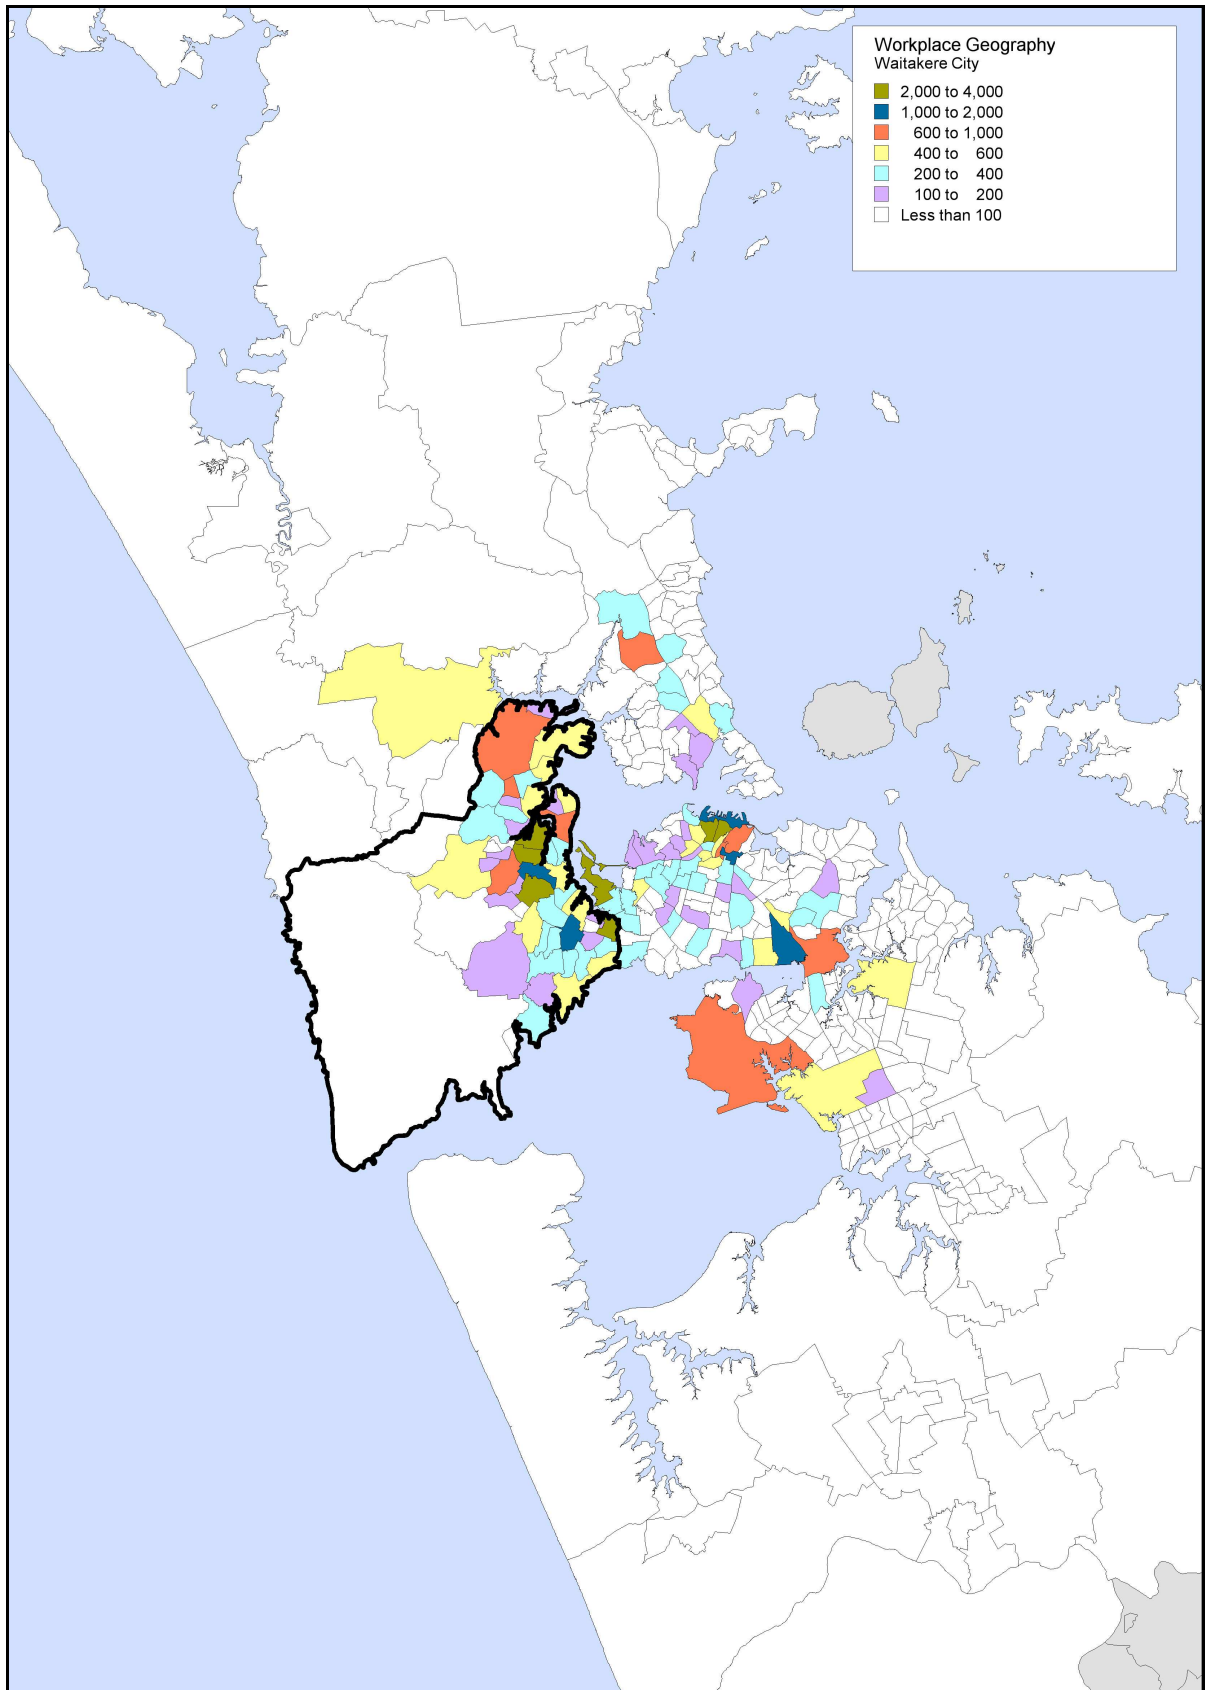 Workplace Geography
Waitakere City
2,000 to 4,000
1,000 to 2,000
600 to 1,000
400 to 600
200 to 400
100 to 200
Less than 100